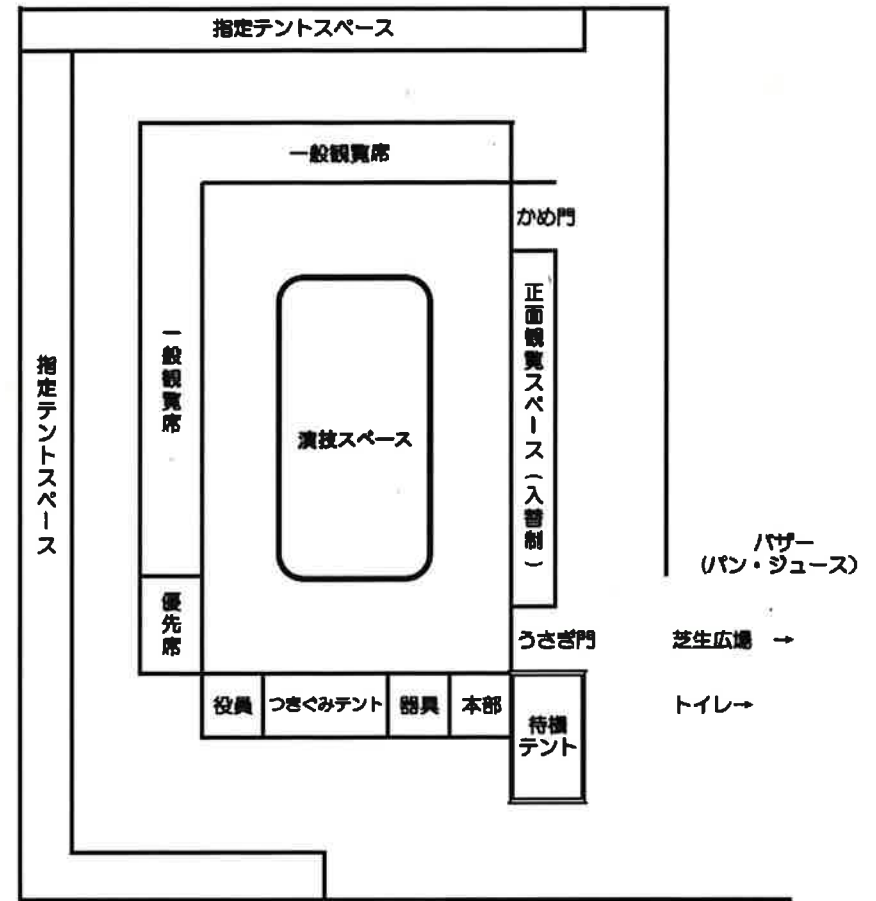 指定テントスペース
一般観覧席
かめ門
正面観覧スペース(入替制)
一般観覧席
指定テントスペース
演技スペース
バザー
(パン・ジュース)
優先席
うさぎ門
芝生広場 →
役員
つきぐみテント
器具
本部
待機
テント
トイレ→